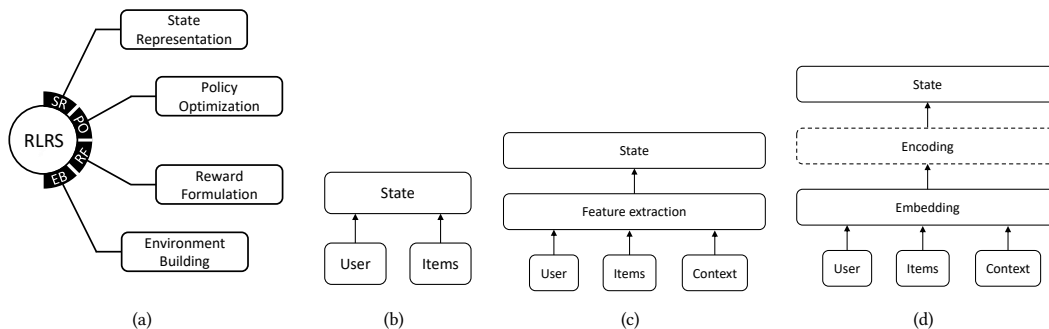 State
Representation
Policy
Optimization
SR
PO
RLRS
RF
EB
Reward
Formulation
Environment
Building
(a)
State
User
Items
(b)
State
Feature extraction
User
Items
Context
(c)
State
Encoding
Embedding
User
Items
Context
(d)